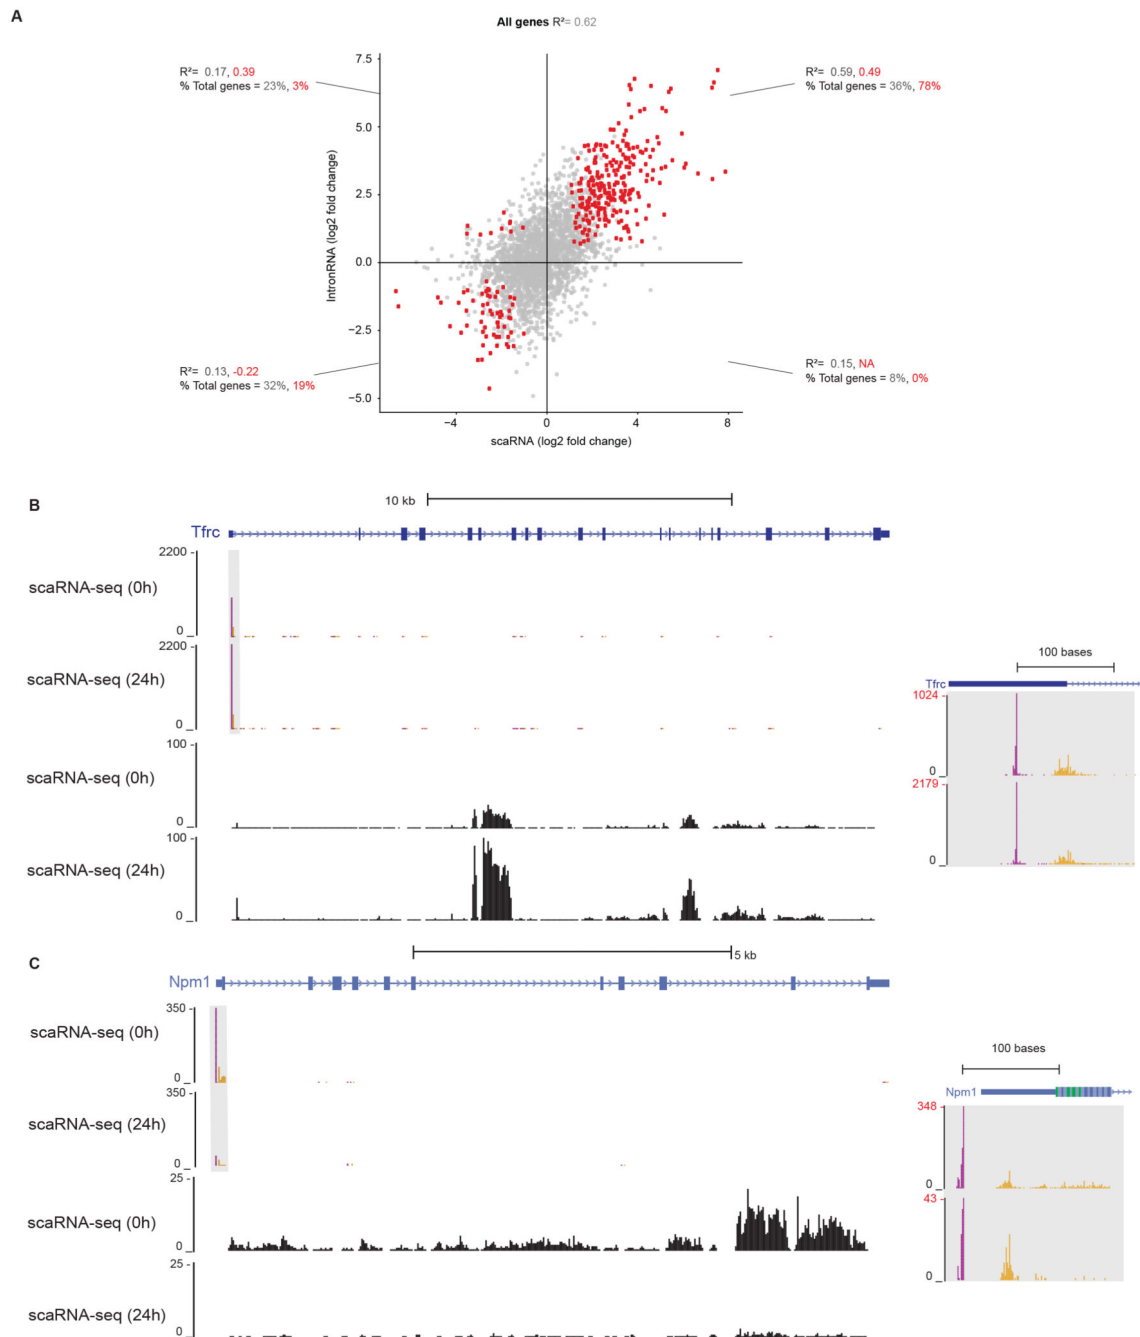 A
All genes R²= 0.62
R²= 0.17, 0.39
% Total genes = 23%, 3%
R²= 0.59, 0.49
% Total genes = 36%, 78%
7.5
5.0
2.5
0.0
−2.5
−5.0
IntronRNA (log2 fold change)
R²= 0.13, -0.22
% Total genes = 32%, 19%
R²= 0.15, NA
% Total genes = 8%, 0%
−4
0
4
8
scaRNA (log2 fold change)
B
10 kb
Tfrc
2200
scaRNA-seq (0h)
0
2200
scaRNA-seq (24h)
0
100
scaRNA-seq (0h)
0
100
scaRNA-seq (24h)
0
100 bases
Tfrc
1024
0
2179
0
C
5 kb
Npm1
350
scaRNA-seq (0h)
0
350
scaRNA-seq (24h)
0
25
scaRNA-seq (0h)
0
25
scaRNA-seq (24h)
0
100 bases
Npm1
348
0
43
0